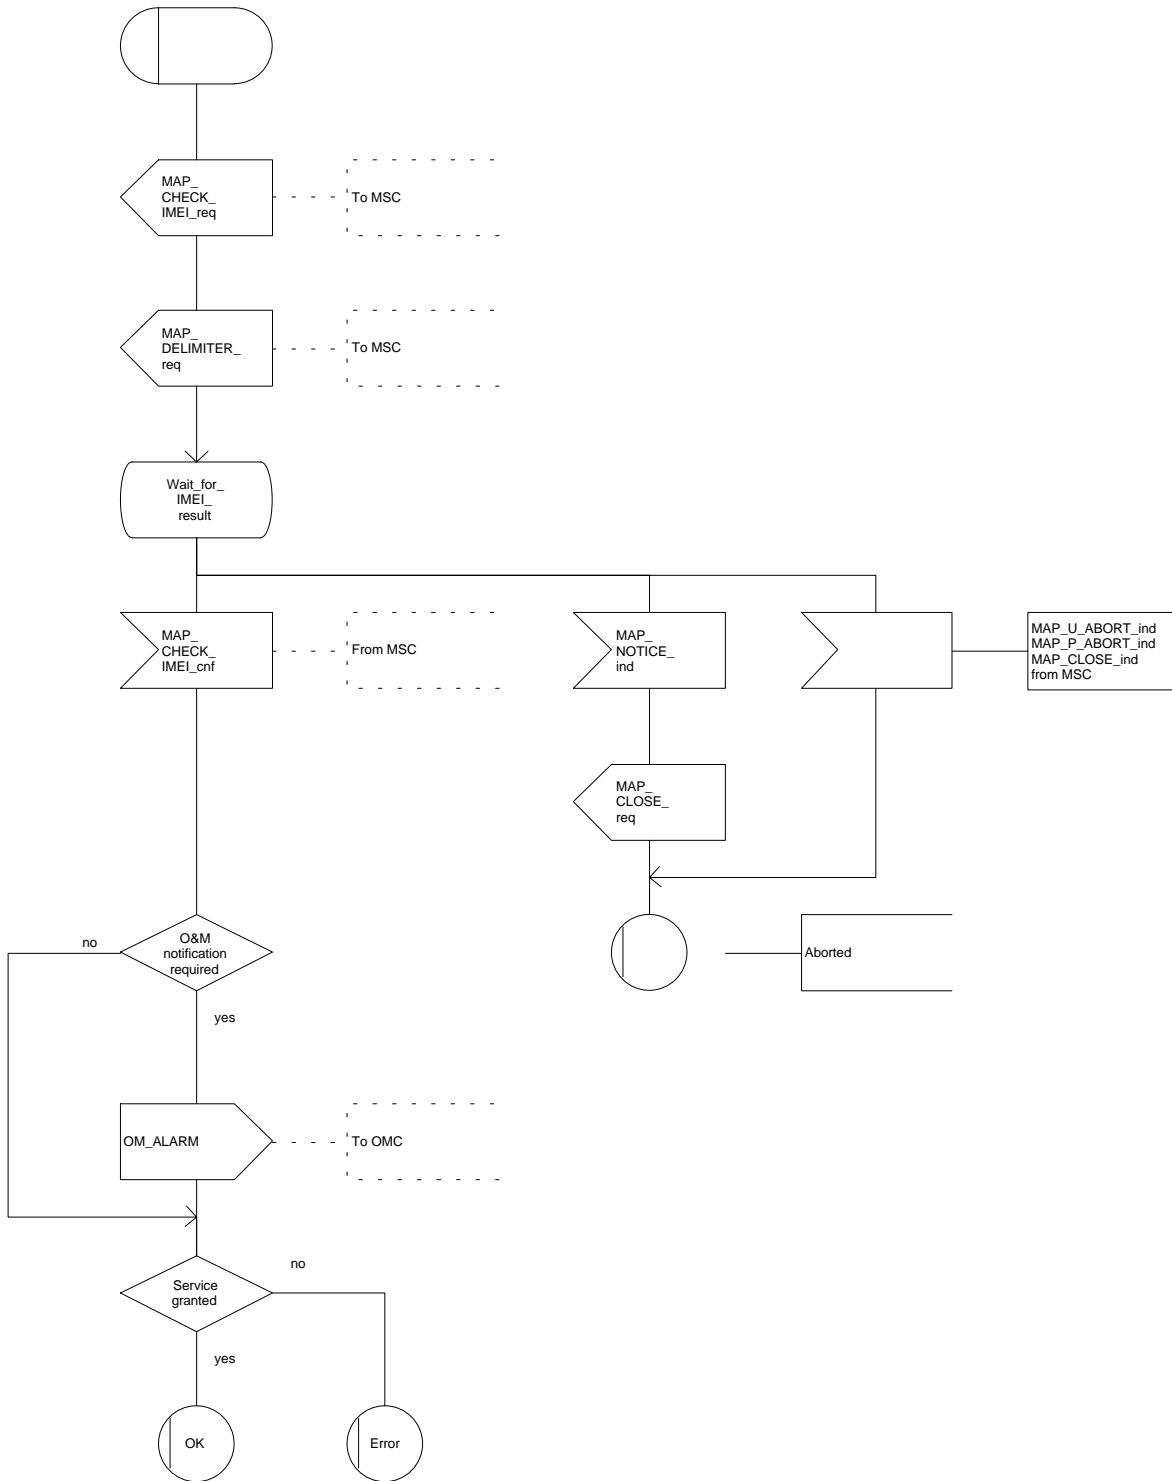 MAP_
CHECK_
IMEI_req
To MSC
MAP_
DELIMITER_
req
To MSC
Wait_for_
IMEI_
result
MAP_
CHECK_
IMEI_cnf
From MSC
MAP_
NOTICE_
ind
MAP_U_ABORT_ind
MAP_P_ABORT_ind
MAP_CLOSE_ind
from MSC
MAP_
CLOSE_
req
no
O&M
notification
required
Aborted
yes
OM_ALARM
To OMC
no
Service
granted
yes
OK
Error